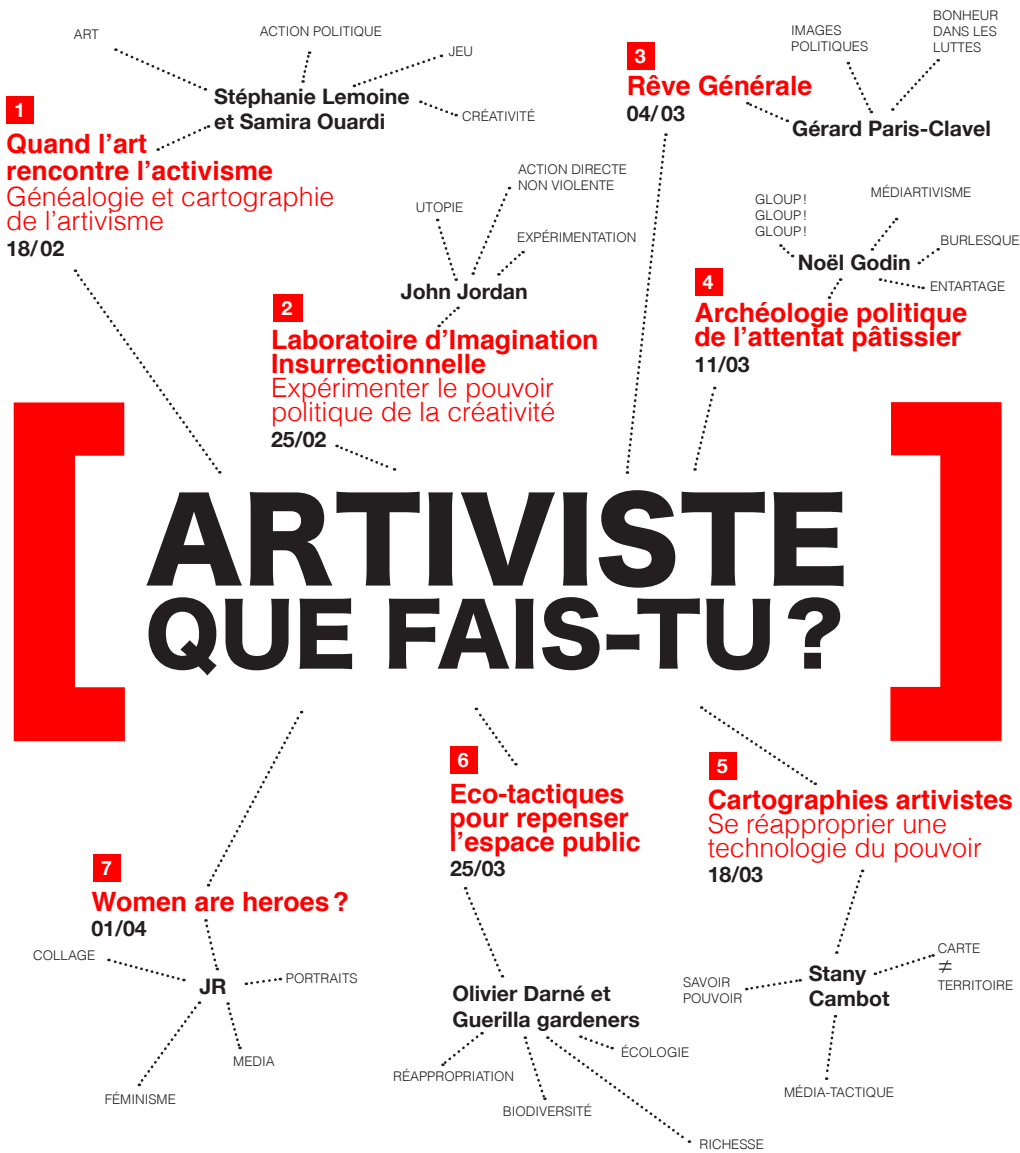 ART
ACTION POLITIQUE
JEU
CRÉATIVITÉ
Stéphanie Lemoine
et Samira Ouardi
1
Quand l’art
rencontre l’activisme
Généalogie et cartographie
de l’artivisme
18/02
UTOPIE
ACTION DIRECTE
NON VIOLENTE
EXPÉRIMENTATION
John Jordan
2
Laboratoire d’Imagination
Insurrectionnelle
Expérimenter le pouvoir
politique de la créativité
25/02
3
Rêve Générale
04/03
IMAGES
POLITIQUES
BONHEUR
DANS LES
LUTTES
Gérard Paris-Clavel
GLOUP !
GLOUP !
GLOUP !
MÉDIARTIVISME
BURLESQUE
ENTARTAGE
Noël Godin
4
Archéologie politique
de l’attentat pâtissier
11/03
[ARTIVISTE
QUE FAIS-TU ?]
7
Women are heroes ?
01/04
COLLAGE
JR
PORTRAITS
MEDIA
FÉMINISME
6
Eco-tactiques
pour repenser
l’espace public
25/03
Olivier Darné et
Guerilla gardeners
ÉCOLOGIE
RÉAPPROPRIATION
BIODIVERSITÉ
RICHESSE
5
Cartographies artivistes
Se réapproprier une
technologie du pouvoir
18/03
SAVOIR
POUVOIR
Stany
Cambot
CARTE
≠
TERRITOIRE
MÉDIA-TACTIQUE